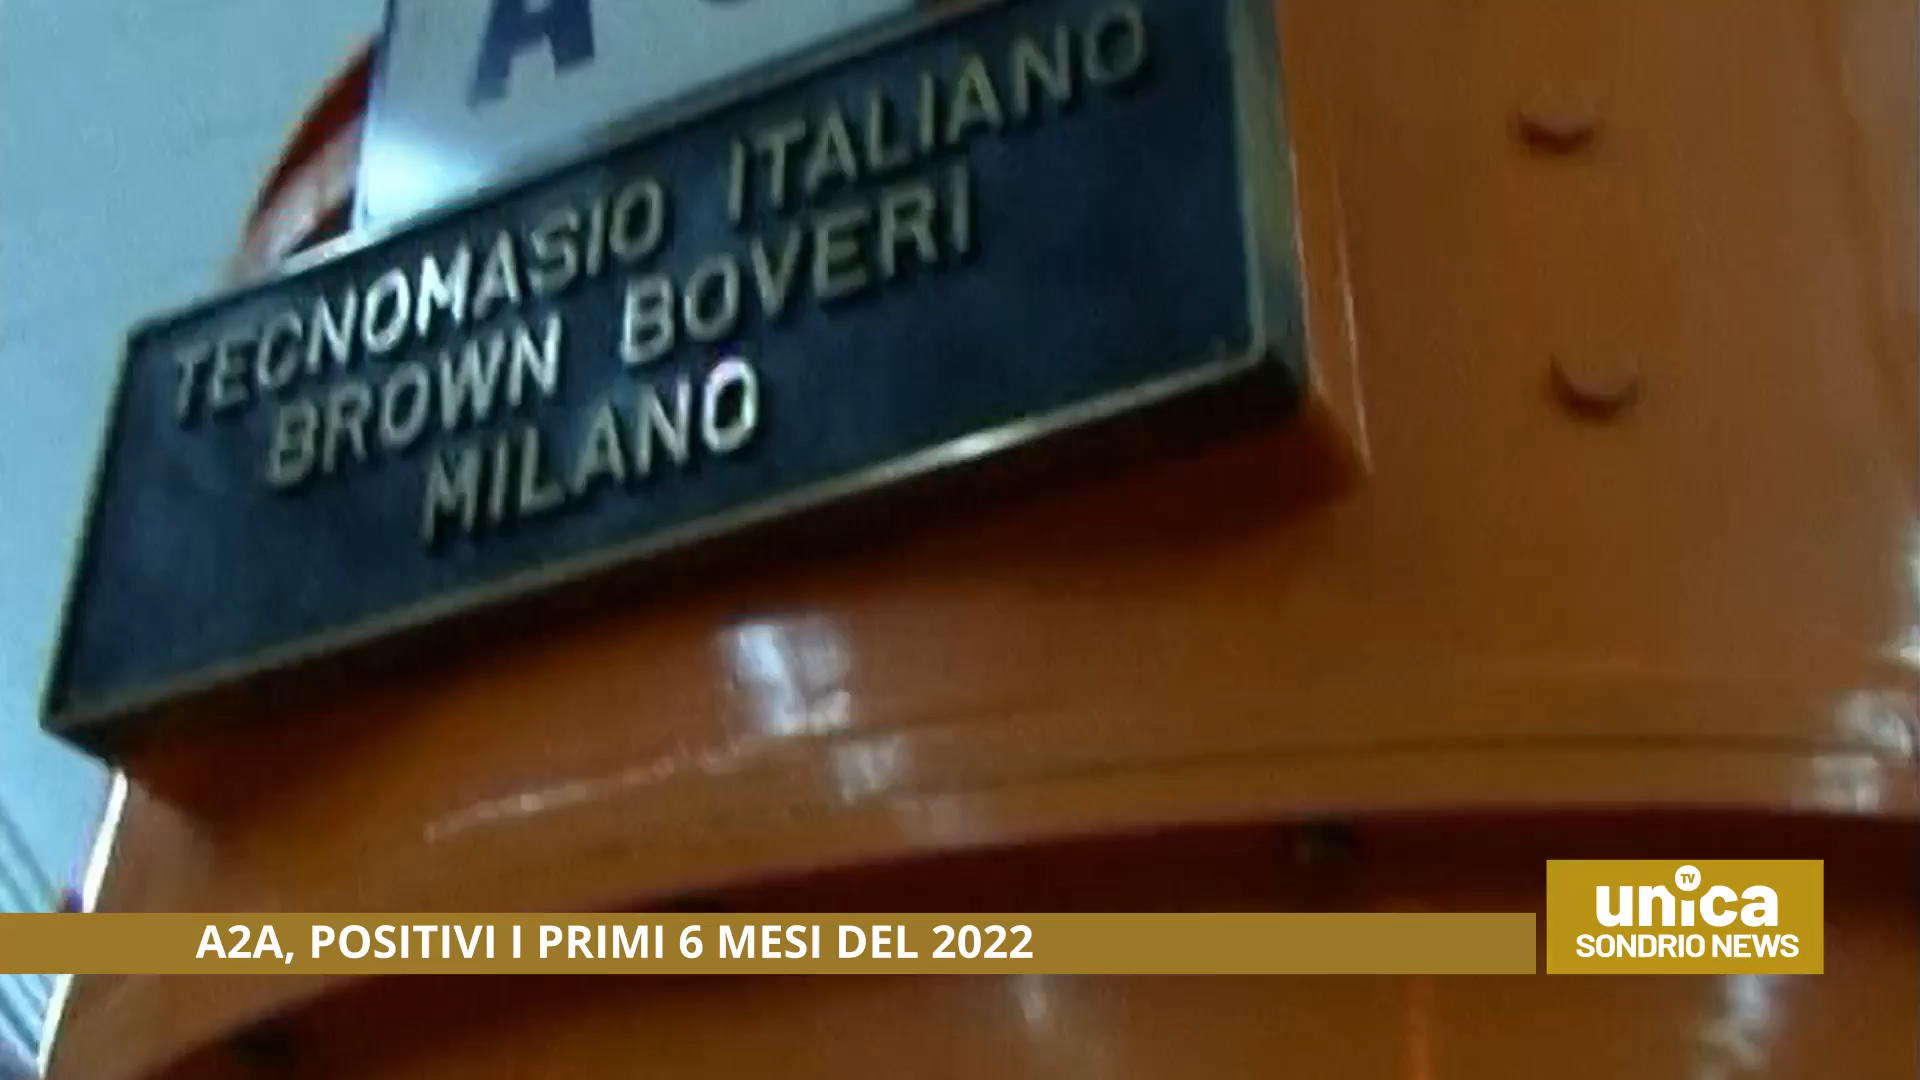 A
TECNOMASIO ITALIANO
BROWN BOVERI
MILANO
A2A, POSITIVI I PRIMI 6 MESI DEL 2022
unica
TV
SONDRIO NEWS